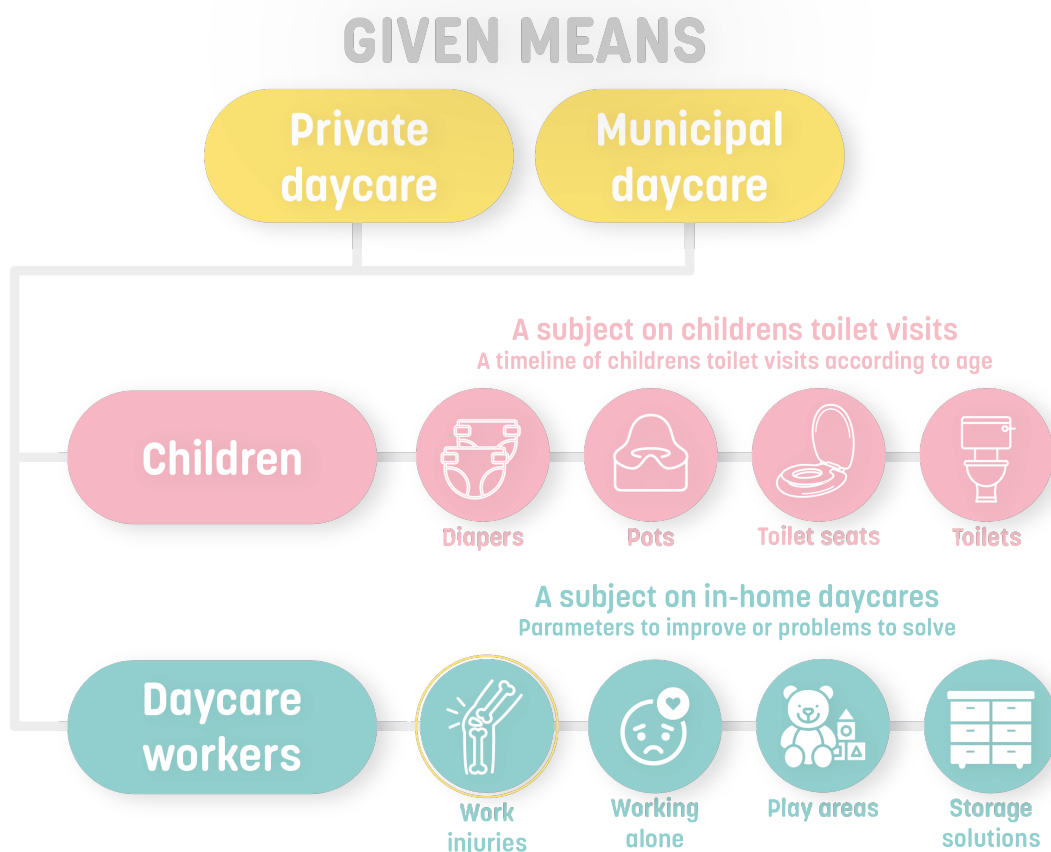 GIVEN MEANS
Private
daycare
Municipal
daycare
A subject on childrens toilet visits
A timeline of childrens toilet visits according to age
Children
Diapers
Pots
Toilet seats
Toilets
A subject on in-home daycares
Parameters to improve or problems to solve
Daycare
workers
Work
injuries
Working
alone
Play areas
Storage
solutions